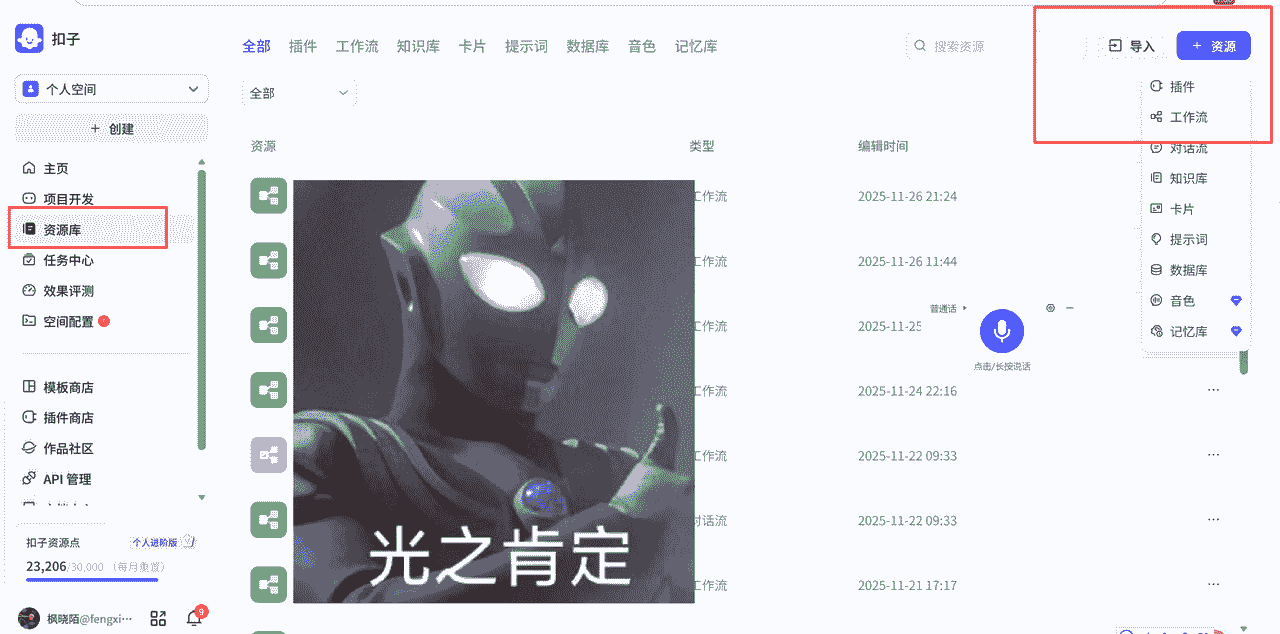 扣子
个人空间
+ 创建
主页
项目开发
资源库
任务中心
效果评测
空间配置
模板商店
插件商店
作品社区
API 管理
扣子资源点 个人进阶版
23,206/30,000 (每月重置)
枫晓陌@fengxi···
9
全部 插件 工作流 知识库 卡片 提示词 数据库 音色 记忆库
搜索资源
导入
+ 资源
全部
插件
工作流
对话流
知识库
卡片
提示词
数据库
音色
记忆库
资源 类型 编辑时间
工作流 2025-11-26 21:24
工作流 2025-11-26 11:44
工作流 2025-11-25
工作流 2025-11-24 22:16
工作流 2025-11-22 09:33
对话流 2025-11-22 09:33
工作流 2025-11-21 17:17
普通话
点击/长按说话
光之肯定